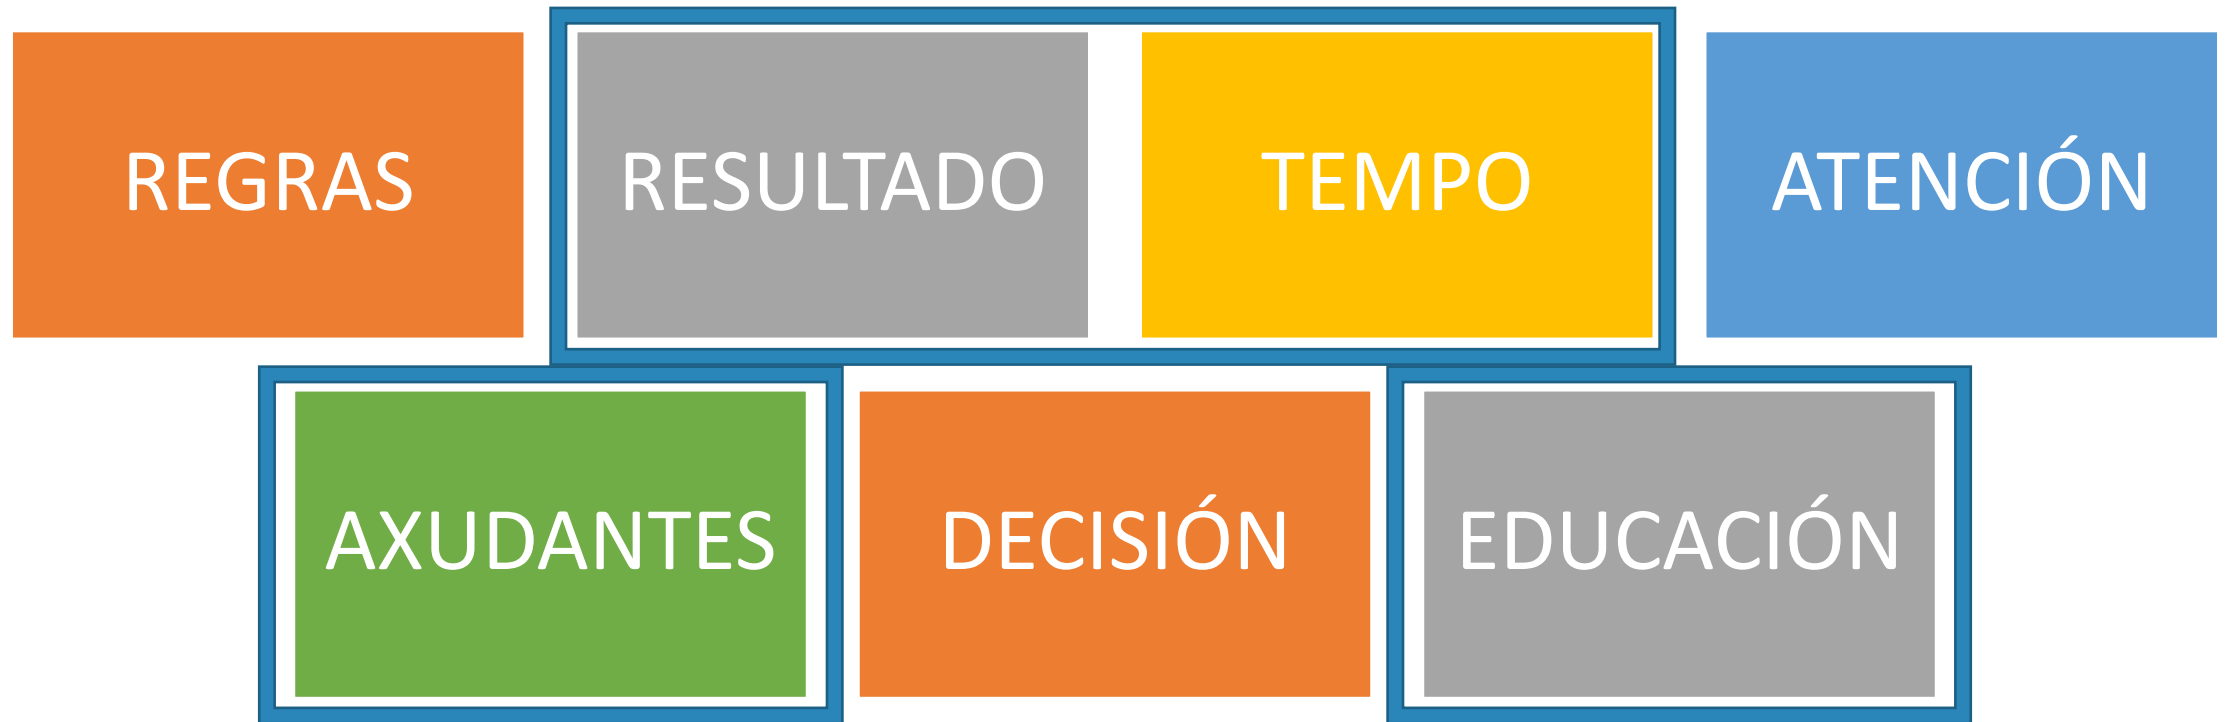 REGRAS
RESULTADO
TEMPO
ATENCIÓN
AXUDANTES
DECISIÓN
EDUCACIÓN